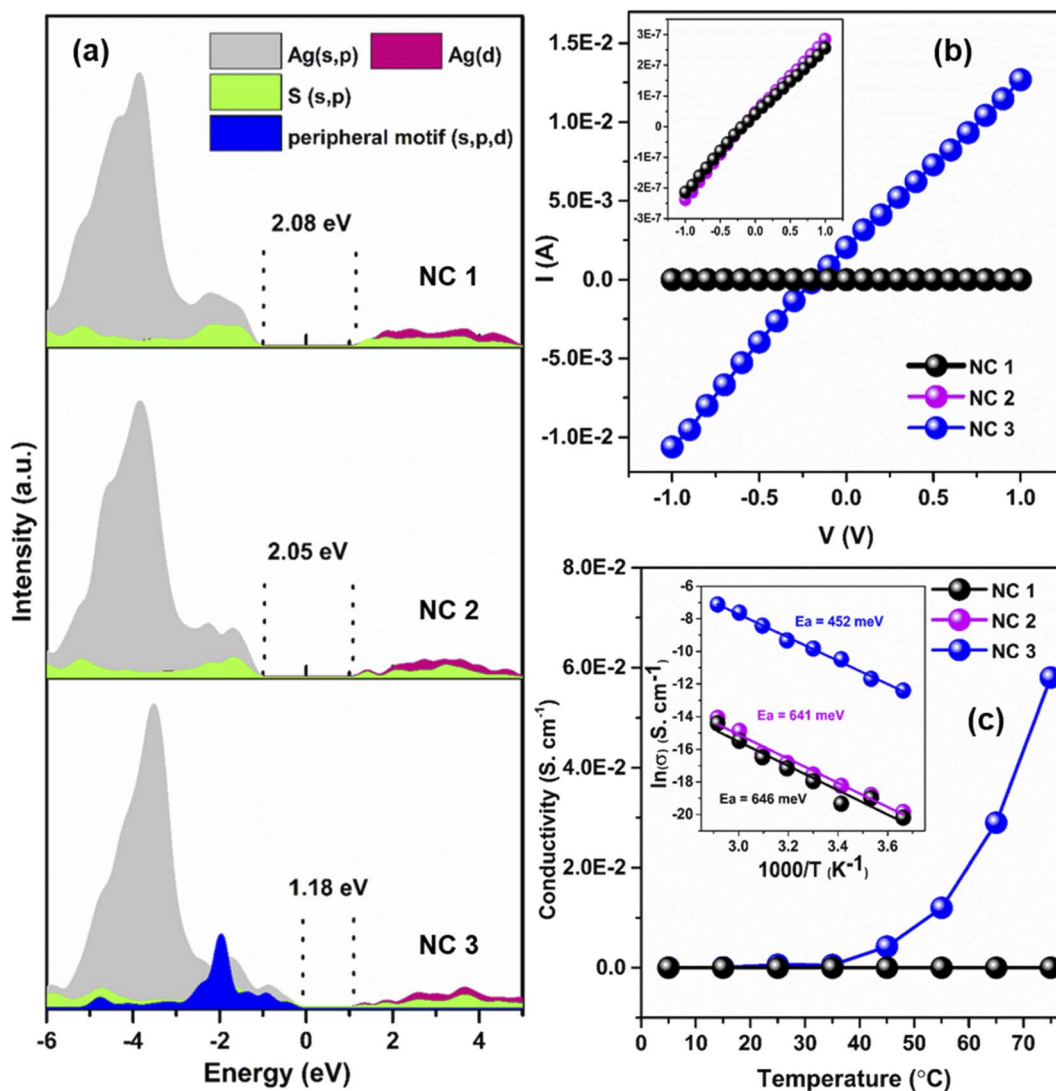 (a)
Ag(s,p) Ag(d)
S (s,p)
peripheral motif (s,p,d)
2.08 eV
NC 1
2.05 eV
NC 2
1.18 eV
NC 3
Intensity (a.u.)
-6 -4 -2 0 2 4
Energy (eV)
(b)
1.5E-2
1.0E-2
5.0E-3
0.0
-5.0E-3
-1.0E-2
I (A)
3E-7
2E-7
1E-7
0
-1E-7
-2E-7
-3E-7
-1.0 -0.5 0.0 0.5 1.0
NC 1
NC 2
NC 3
-1.0 -0.5 0.0 0.5 1.0
V (V)
(c)
8.0E-2
6.0E-2
4.0E-2
2.0E-2
0.0
Conductivity (S. cm⁻¹)
-6
-8
-10
-12
-14
-16
-18
-20
ln(σ) (S. cm⁻¹)
Ea = 452 meV
Ea = 641 meV
Ea = 646 meV
3.0 3.2 3.4 3.6
1000/T (K⁻¹)
NC 1
NC 2
NC 3
0 10 20 30 40 50 60 70
Temperature (°C)